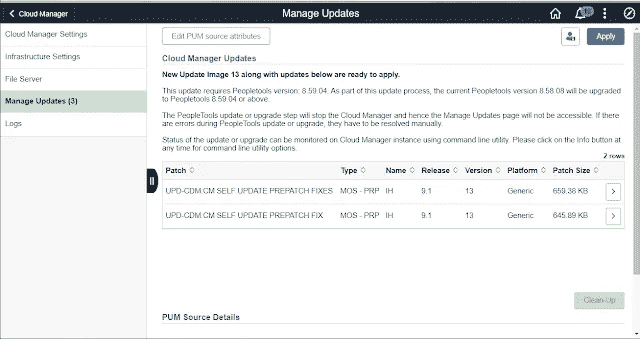 Cloud Manager
Manage Updates
Cloud Manager Settings
Infrastructure Settings
File Server
Manage Updates (3)
Logs
Edit PUM source attributes
Apply
Cloud Manager Updates
New Update Image 13 along with updates below are ready to apply.
This update requires Peopletools version: 8.59.04. As part of this update process, the current Peopletools version 8.58.08 will be upgraded
to Peopletools 8.59.04 or above.
The PeopleTools update or upgrade step will stop the Cloud Manager and hence the Manage Updates page will not be accessible. If there
are errors during PeopleTools update or upgrade, they have to be resolved manually.
Status of the update or upgrade can be monitored on Cloud Manager instance using command line utility. Please click on the Info button at
any time for command line utility options.
2 rows
Patch Type Name Release Version Platform Patch Size
UPD-CDM:CM SELF UPDATE PREPATCH FIXES MOS - PRP IH 9.1 13 Generic 659.38 KB
UPD-CDM:CM SELF UPDATE PREPATCH FIX MOS - PRP IH 9.1 13 Generic 645.89 KB
Clean-Up
PUM Source Details